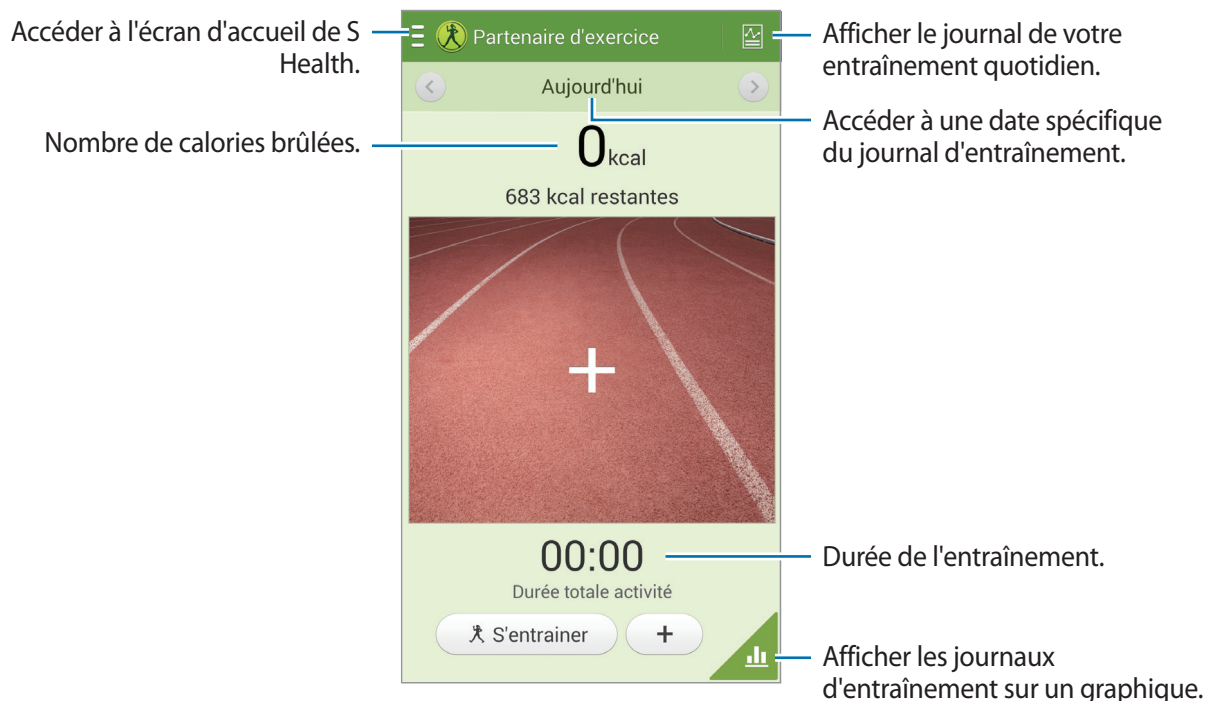 Accéder à l'écran d'accueil de S
Health.
Nombre de calories brûlées.
Partenaire d'exercice
Aujourd'hui
0 kcal
683 kcal restantes
00:00
Durée totale activité
S'entrainer
+
Afficher le journal de votre
entraînement quotidien.
Accéder à une date spécifique
du journal d'entraînement.
Durée de l'entraînement.
Afficher les journaux
d'entraînement sur un graphique.